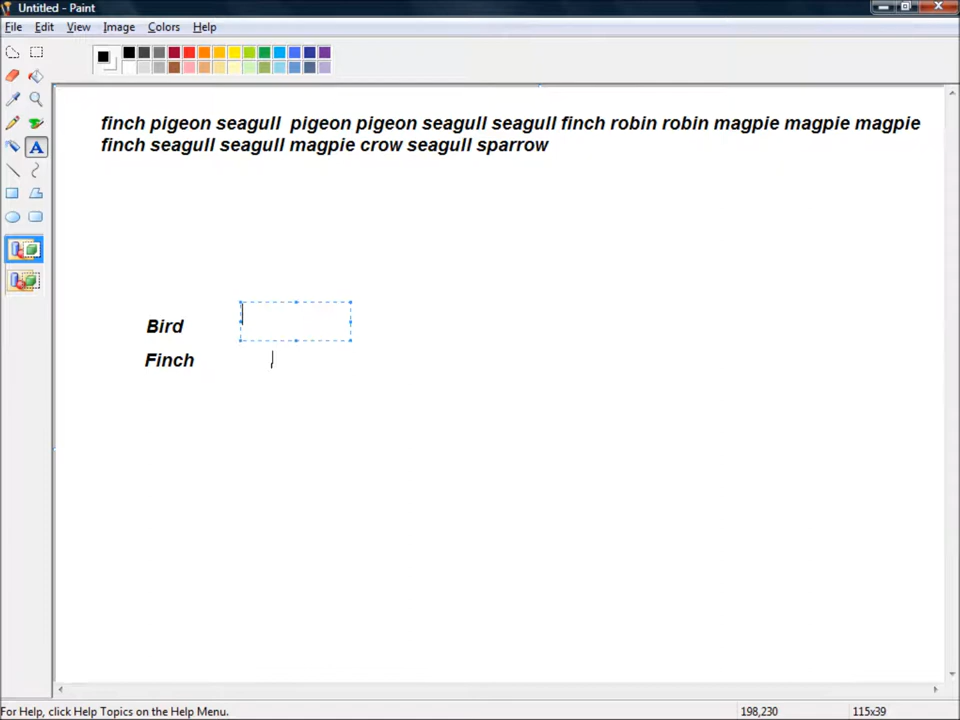 Untitled - Paint
File Edit View Image Colors Help
finch pigeon seagull pigeon pigeon seagull seagull finch robin robin magpie magpie magpie
finch seagull seagull magpie crow seagull sparrow
Bird
Finch
For Help, click Help Topics on the Help Menu. 198,230 115x39